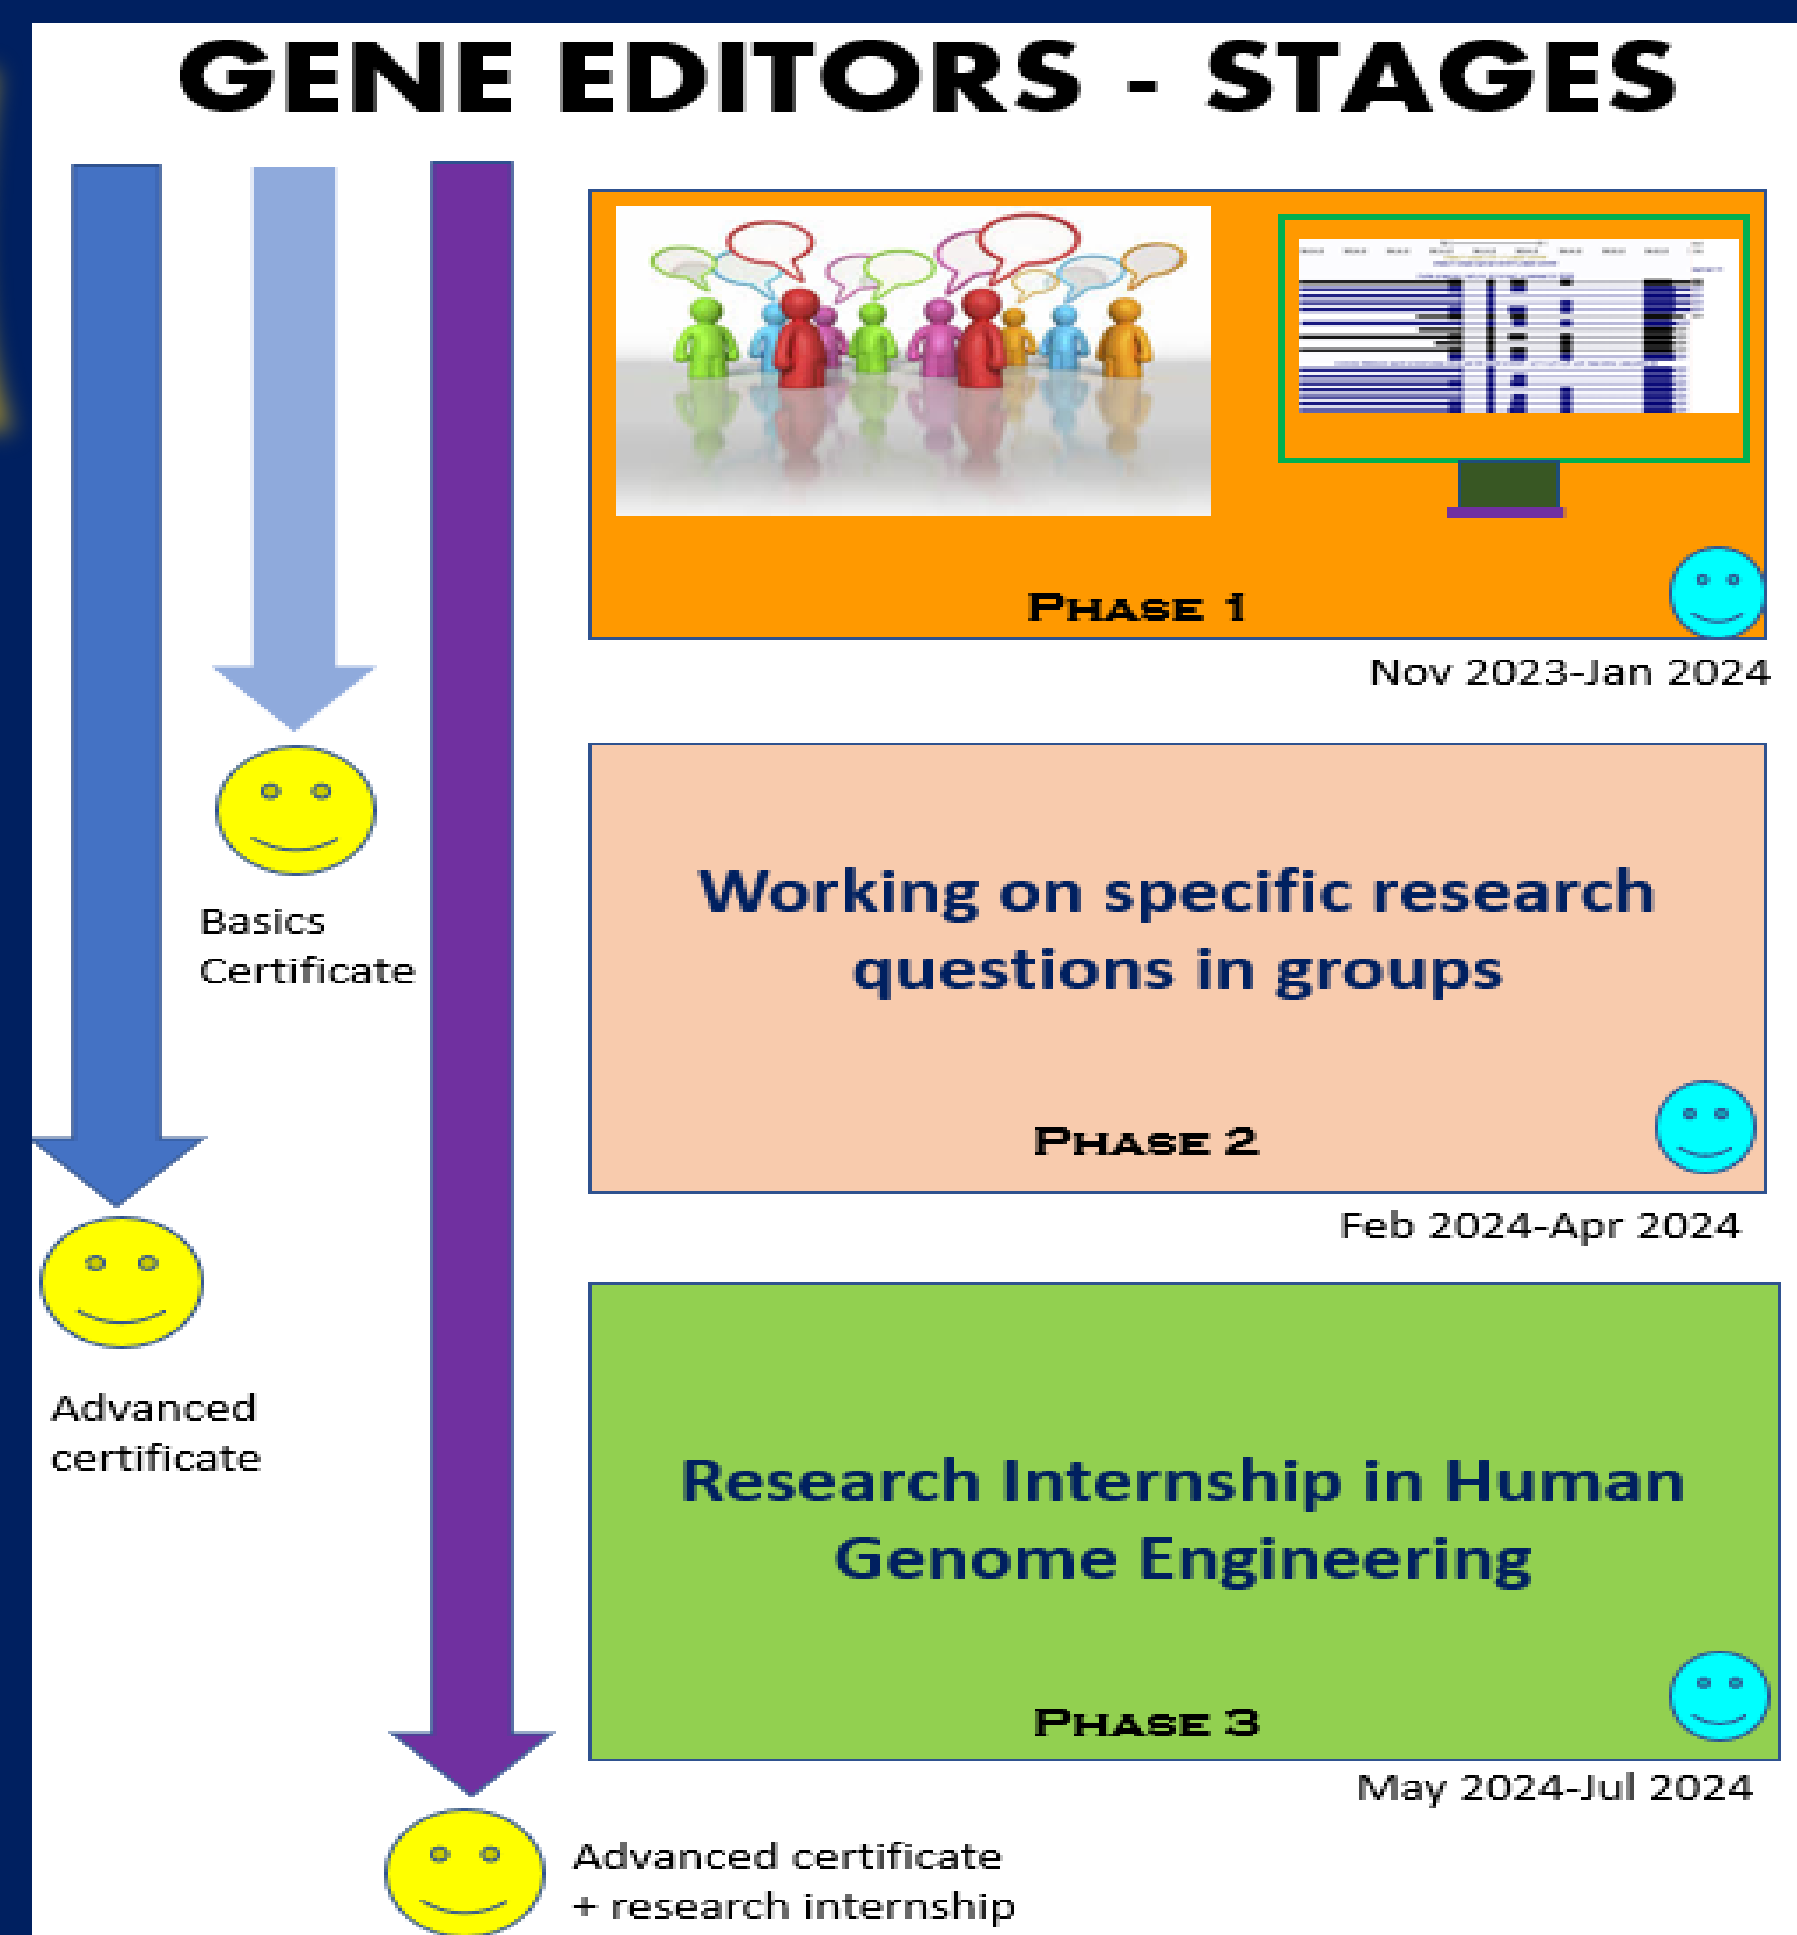 GENE EDITORS - STAGES
PHASE 1
Nov 2023-Jan 2024
Basics
Certificate
Working on specific research
questions in groups
PHASE 2
Feb 2024-Apr 2024
Advanced
certificate
Research Internship in Human
Genome Engineering
PHASE 3
May 2024-Jul 2024
Advanced certificate
+ research internship